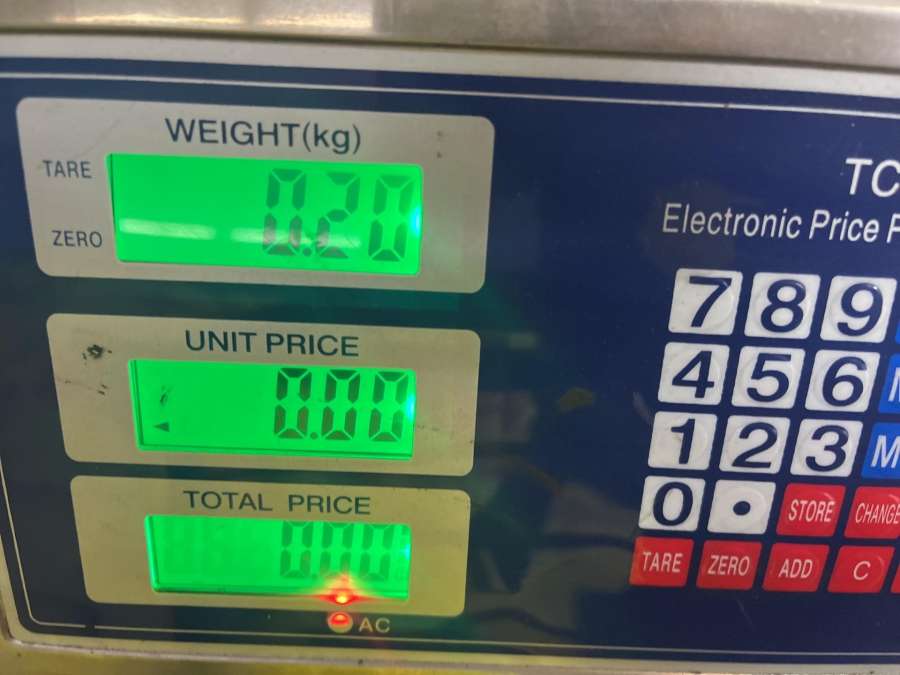 WEIGHT(kg)
TARE
0.20
ZERO
UNIT PRICE
0.00
TOTAL PRICE
0.00
AC
TC
Electronic Price P
7 8 9
4 5 6 M
1 2 3 M
0 . STORE CHANGE
TARE ZERO ADD C